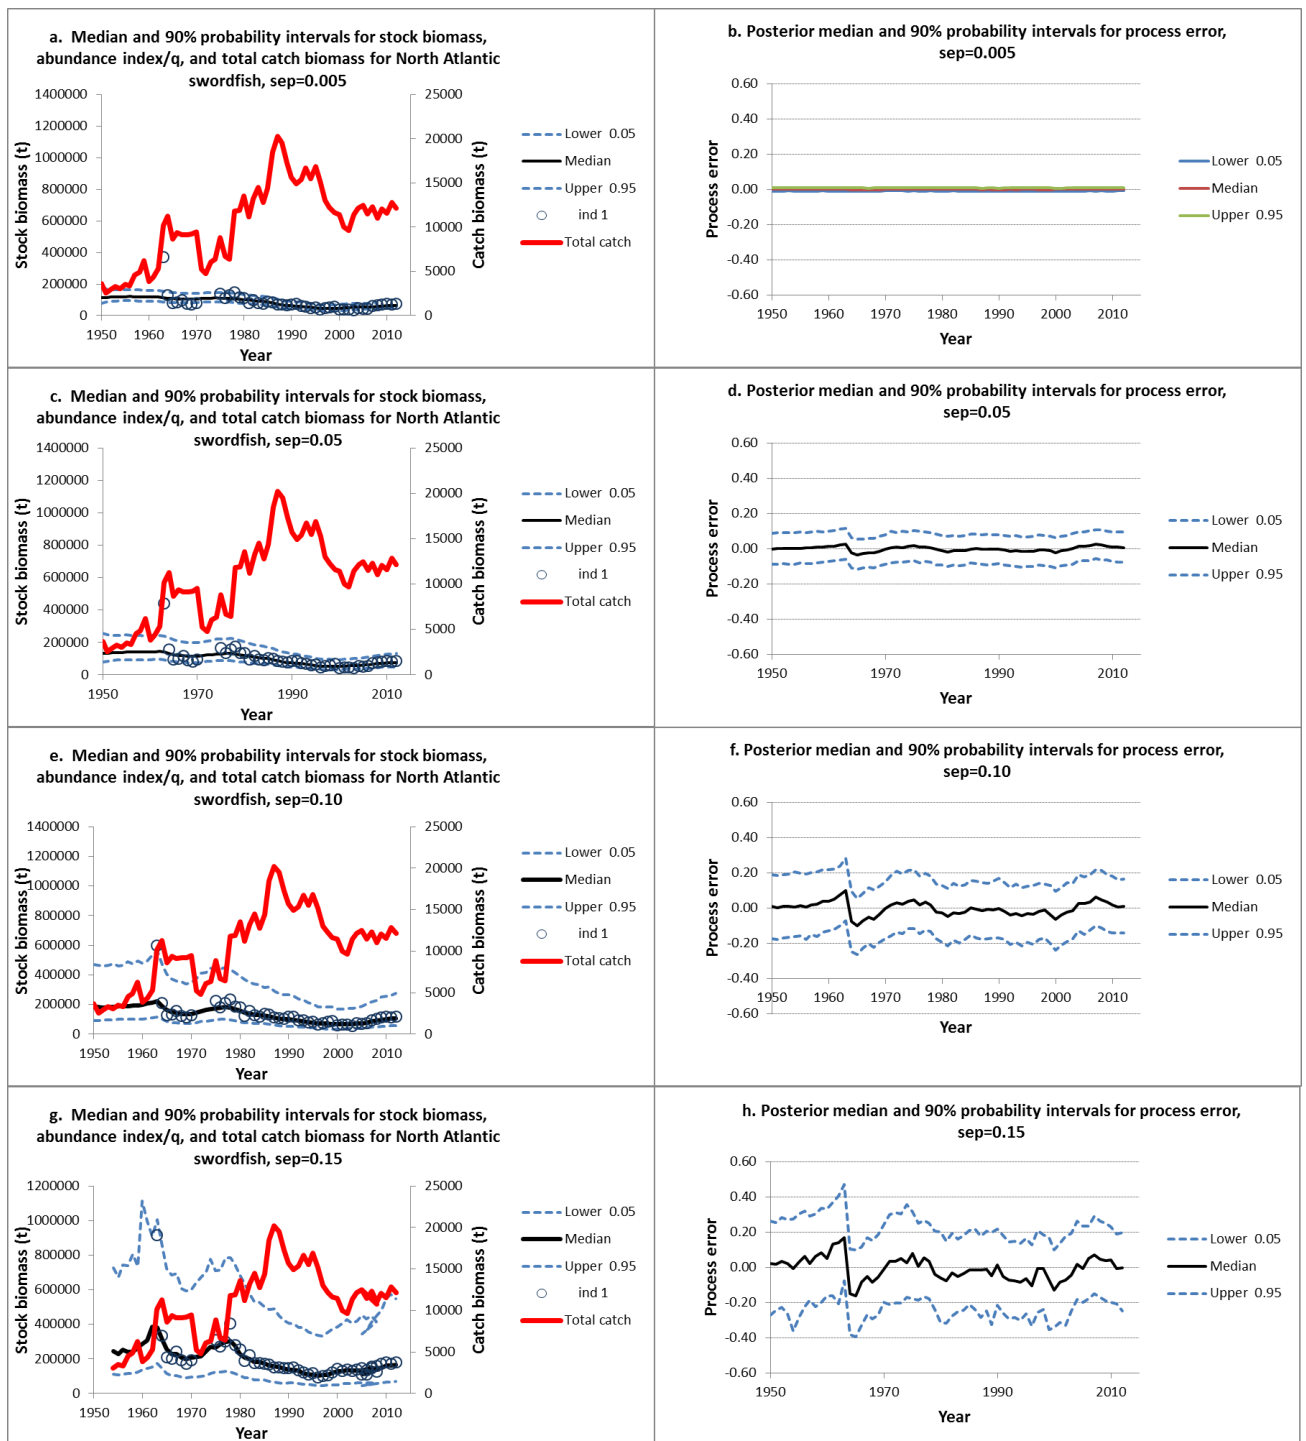 a.  Median and 90% probability intervals for stock biomass,
abundance index/q, and total catch biomass for North Atlantic
swordfish, sep=0.005
1400000
1200000
1000000
800000
600000
400000
200000
0
25000
20000
15000
10000
5000
0
1950 1960 1970 1980 1990 2000 2010
Stock biomass (t)
Catch biomass (t)
Year
Lower 0.05
Median
Upper 0.95
ind 1
Total catch
b. Posterior median and 90% probability intervals for process error,
sep=0.005
0.60
0.40
0.20
0.00
-0.20
-0.40
-0.60
1950 1970 1990 2010
Process error
Year
Lower 0.05
Median
Upper 0.95
c.  Median and 90% probability intervals for stock biomass,
abundance index/q, and total catch biomass for North Atlantic
swordfish, sep=0.05
1400000
1200000
1000000
800000
600000
400000
200000
0
25000
20000
15000
10000
5000
0
1950 1960 1970 1980 1990 2000 2010
Stock biomass (t)
Catch biomass (t)
Year
Lower 0.05
Median
Upper 0.95
ind 1
Total catch
d. Posterior median and 90% probability intervals for process error,
sep=0.05
0.60
0.40
0.20
0.00
-0.20
-0.40
-0.60
1950 1970 1990 2010
Process error
Year
Lower 0.05
Median
Upper 0.95
e.  Median and 90% probability intervals for stock biomass,
abundance index/q, and total catch biomass for North Atlantic
swordfish, sep=0.10
1400000
1200000
1000000
800000
600000
400000
200000
0
25000
20000
15000
10000
5000
0
1950 1960 1970 1980 1990 2000 2010
Stock biomass (t)
Catch biomass (t)
Year
Lower 0.05
Median
Upper 0.95
ind 1
Total catch
f. Posterior median and 90% probability intervals for process error,
sep=0.10
0.60
0.40
0.20
0.00
-0.20
-0.40
-0.60
1950 1970 1990 2010
Process error
Year
Lower 0.05
Median
Upper 0.95
g.  Median and 90% probability intervals for stock biomass,
abundance index/q, and total catch biomass for North Atlantic
swordfish, sep=0.15
1200000
1000000
800000
600000
400000
200000
0
25000
20000
15000
10000
5000
0
1950 1960 1970 1980 1990 2000 2010
Stock biomass (t)
Catch biomass (t)
Year
Lower 0.05
Median
Upper 0.95
ind 1
Total catch
h. Posterior median and 90% probability intervals for process error,
sep=0.15
0.60
0.40
0.20
0.00
-0.20
-0.40
-0.60
1950 1970 1990 2010
Process error
Year
Lower 0.05
Median
Upper 0.95